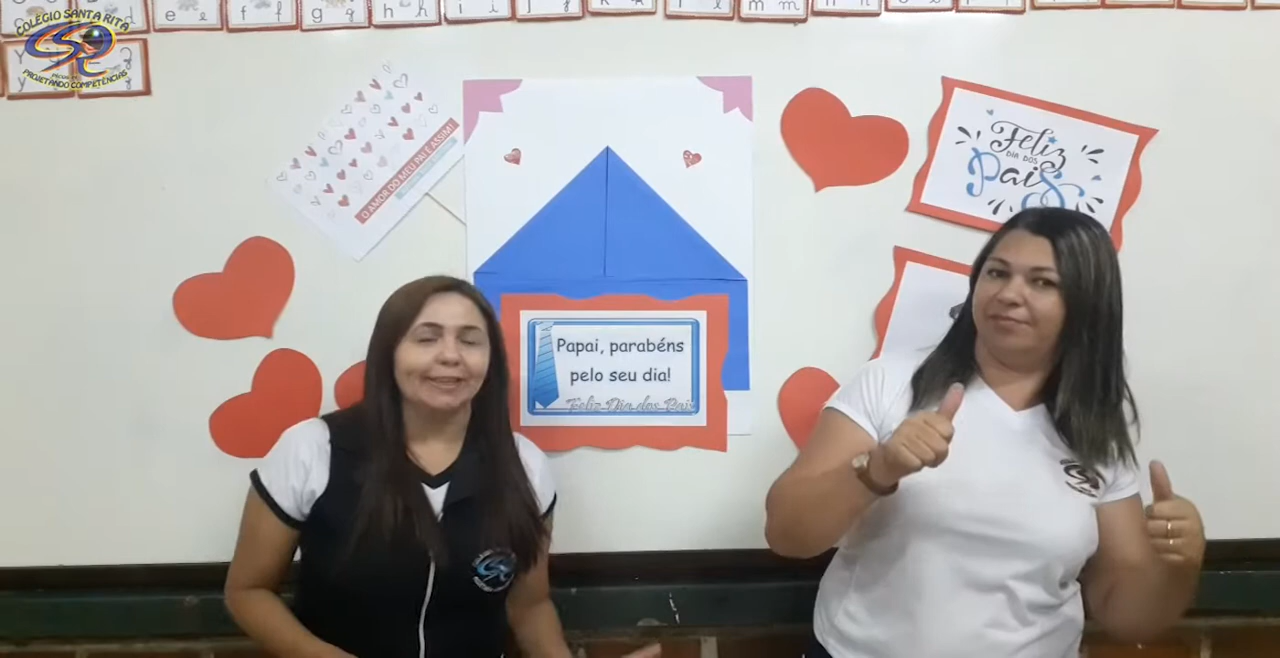 COLÉGIO SANTA RITA
PROJETANDO COMPETÊNCIAS
e e
f f
g g
h h
i i
j j
k k
l l
m m
n n
O AMOR DO MEU PAI É ASSIM!
Feliz
DIA DOS
PaiS
Papai, parabéns
pelo seu dia!
Feliz Dia dos Pais